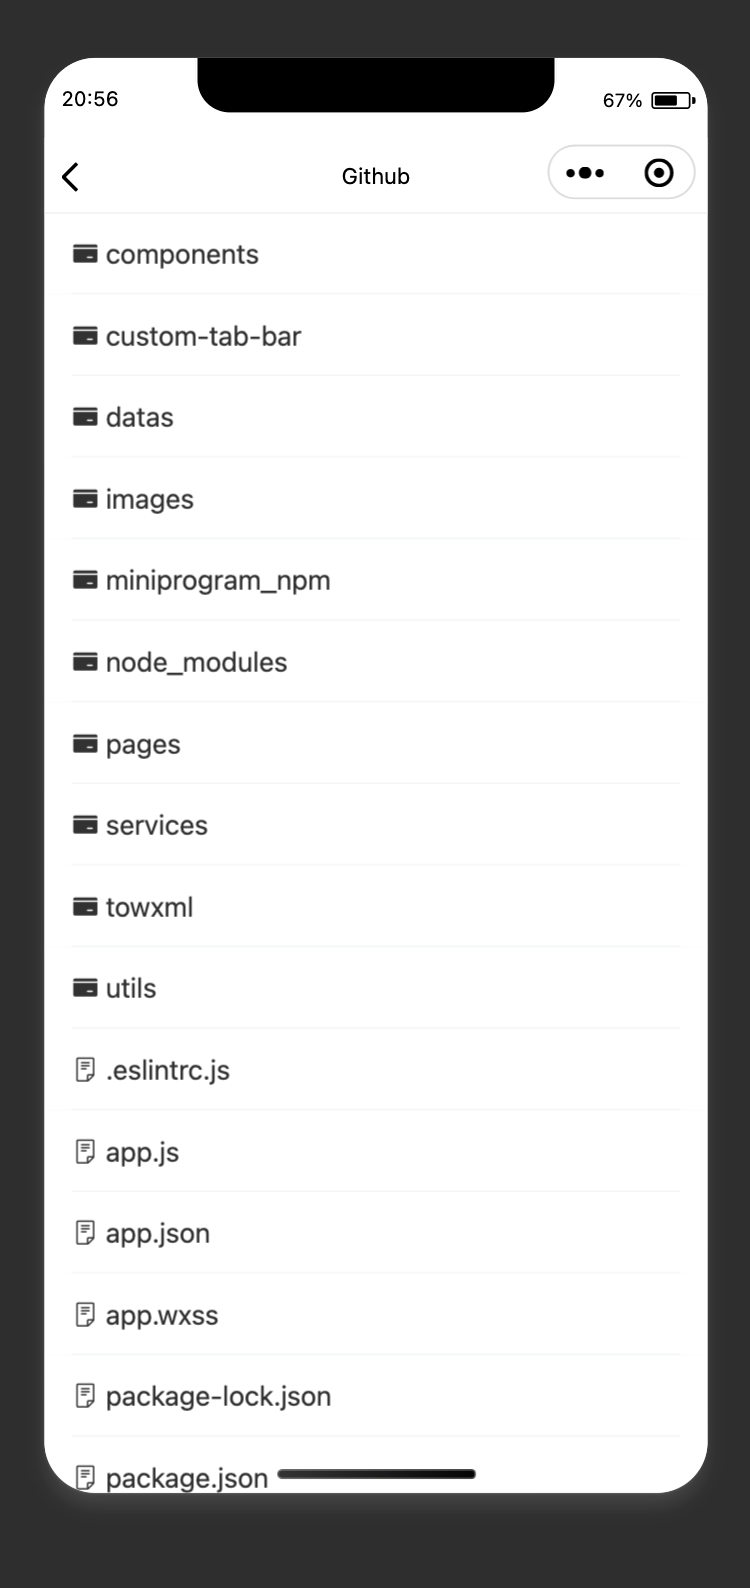 20:56
67%
Github
components
custom-tab-bar
datas
images
miniprogram_npm
node_modules
pages
services
towxml
utils
.eslintrc.js
app.js
app.json
app.wxss
package-lock.json
package.json